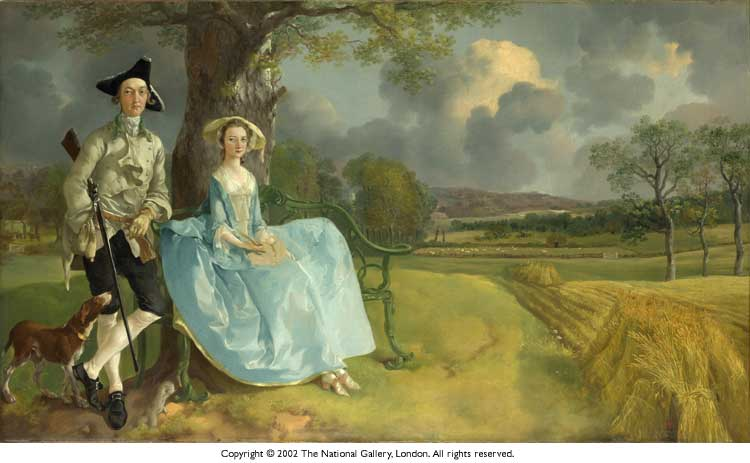 Copyright © 2002 The National Gallery, London. All rights reserved.